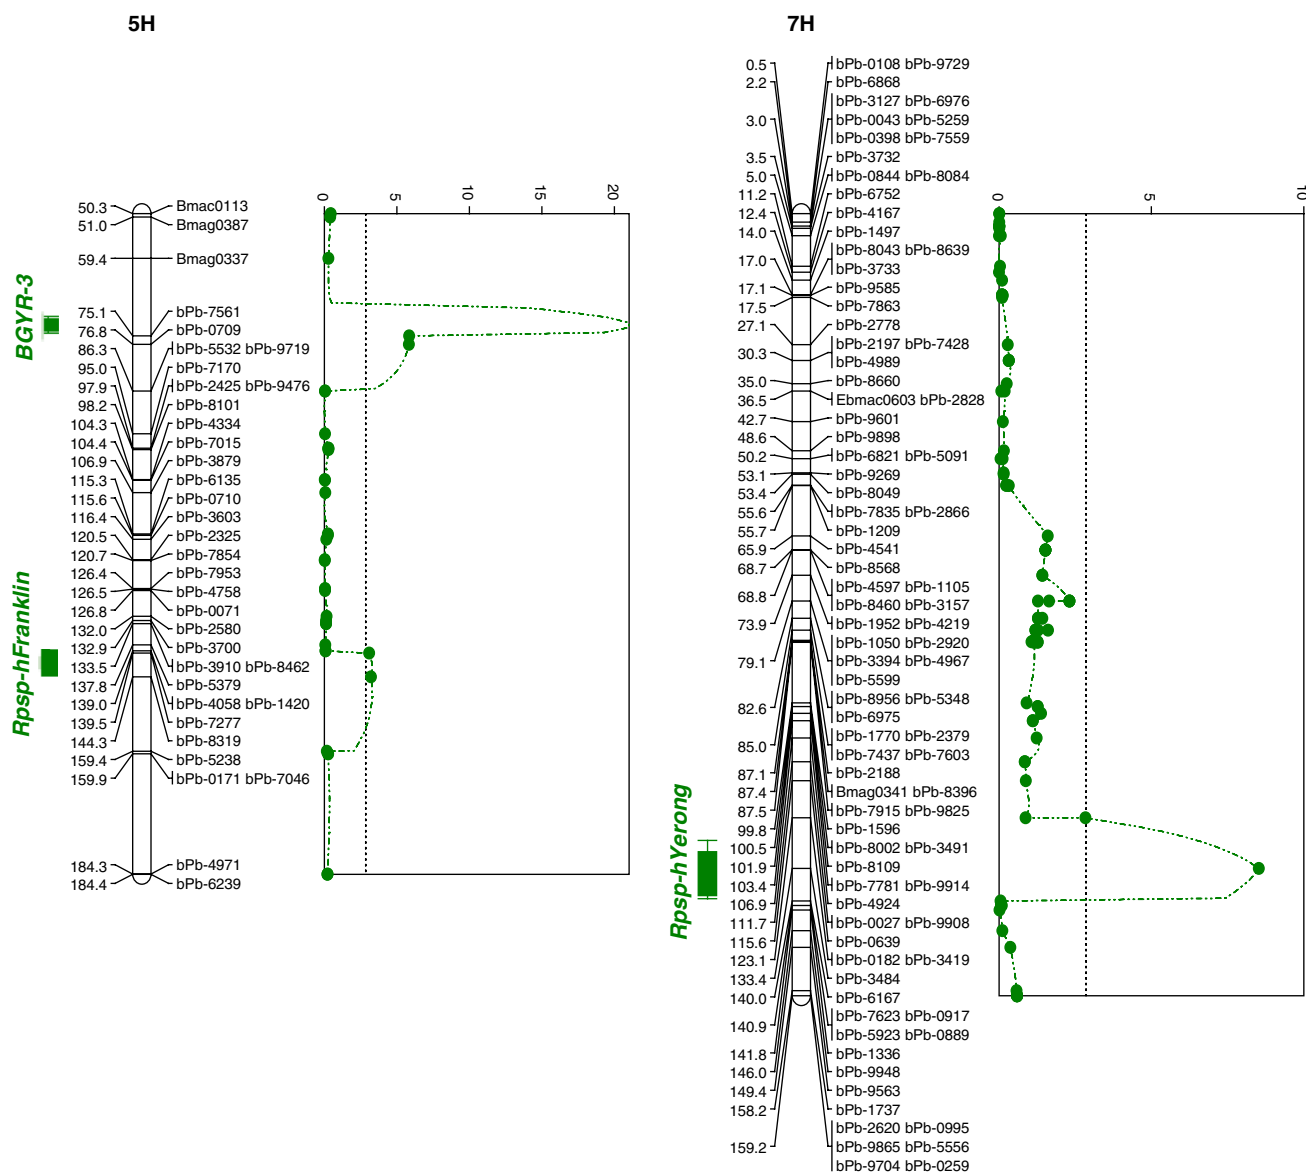 5H
0 5 10 15 20
50.3 Bmac0113
51.0 Bmag0387
59.4 Bmag0337
75.1 bPb-7561
76.8 bPb-0709
86.3 bPb-5532 bPb-9719
95.0 bPb-7170
97.9 bPb-2425 bPb-9476
98.2 bPb-8101
104.3 bPb-4334
104.4 bPb-7015
106.9 bPb-3879
115.3 bPb-6135
115.6 bPb-0710
116.4 bPb-3603
120.5 bPb-2325
120.7 bPb-7854
126.4 bPb-7953
126.5 bPb-4758
126.8 bPb-0071
132.0 bPb-2580
132.9 bPb-3700
133.5 bPb-3910 bPb-8462
137.8 bPb-5379
139.0 bPb-4058 bPb-1420
139.5 bPb-7277
144.3 bPb-8319
159.4 bPb-5238
159.9 bPb-0171 bPb-7046
184.3 bPb-4971
184.4 bPb-6239
BGYR-3
Rpsp-hFranklin
7H
0 5 10
0.5 bPb-0108 bPb-9729
2.2 bPb-6868
bPb-3127 bPb-6976
3.0 bPb-0043 bPb-5259
bPb-0398 bPb-7559
3.5 bPb-3732
5.0 bPb-0844 bPb-8084
11.2 bPb-6752
12.4 bPb-4167
14.0 bPb-1497
bPb-8043 bPb-8639
17.0
bPb-3733
17.1 bPb-9585
17.5 bPb-7863
27.1 bPb-2778
bPb-2197 bPb-7428
30.3
bPb-4989
35.0 bPb-8660
36.5 Ebmac0603 bPb-2828
42.7 bPb-9601
48.6 bPb-9898
50.2 bPb-6821 bPb-5091
53.1 bPb-9269
53.4 bPb-8049
55.6 bPb-7835 bPb-2866
55.7 bPb-1209
65.9 bPb-4541
68.7 bPb-8568
bPb-4597 bPb-1105
68.8
bPb-8460 bPb-3157
73.9 bPb-1952 bPb-4219
bPb-1050 bPb-2920
79.1 bPb-3394 bPb-4967
bPb-5599
bPb-8956 bPb-5348
82.6
bPb-6975
bPb-1770 bPb-2379
85.0
bPb-7437 bPb-7603
87.1 bPb-2188
87.4 Bmag0341 bPb-8396
87.5 bPb-7915 bPb-9825
99.8 bPb-1596
100.5 bPb-8002 bPb-3491
101.9 bPb-8109
103.4 bPb-7781 bPb-9914
106.9 bPb-4924
111.7 bPb-0027 bPb-9908
115.6 bPb-0639
123.1 bPb-0182 bPb-3419
133.4 bPb-3484
140.0 bPb-6167
bPb-7623 bPb-0917
140.9
bPb-5923 bPb-0889
141.8 bPb-1336
146.0 bPb-9948
149.4 bPb-9563
158.2 bPb-1737
bPb-2620 bPb-0995
159.2 bPb-9865 bPb-5556
bPb-9704 bPb-0259
Rpsp-hYerong